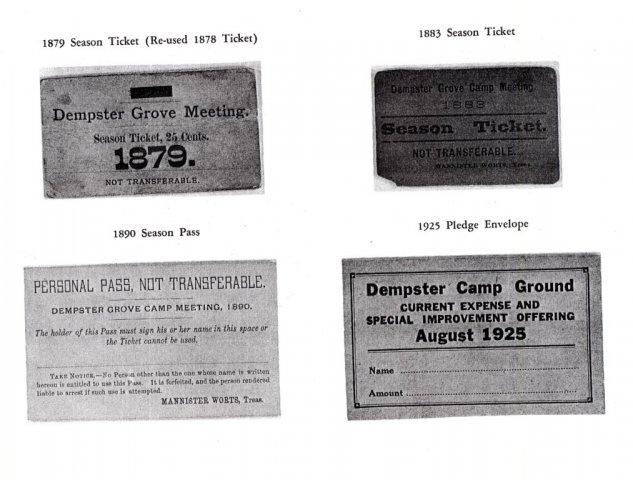 1879 Season Ticket (Re-used 1878 Ticket)
Dempster Grove Meeting.
Season Ticket, 25 Cents.
1879.
NOT TRANSFERABLE.
1883 Season Ticket
Dempster Grove Camp Meeting.
1883
Season Ticket.
NOT TRANSFERABLE.
MANNISTER WORTS, Treas.
1890 Season Pass
PERSONAL PASS, NOT TRANSFERABLE.
DEMPSTER GROVE CAMP MEETING, 1890.
The holder of this Pass must sign his or her name in this space or
the Ticket cannot be used.
TAKE NOTICE.—No Person other than the one whose name is written
hereon is entitled to use this Pass. It is forfeited, and the person rendered
liable to arrest if such use is attempted.
MANNISTER WORTS, Treas.
1925 Pledge Envelope
Dempster Camp Ground
CURRENT EXPENSE AND
SPECIAL IMPROVEMENT OFFERING
August 1925
Name
Amount